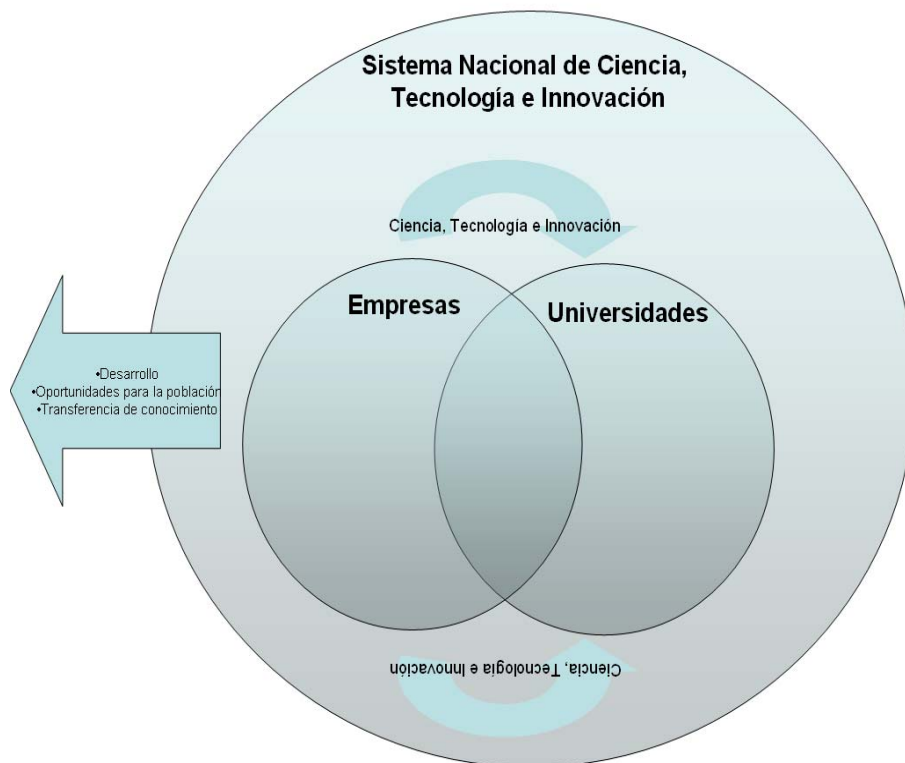 Sistema Nacional de Ciencia,
Tecnología e Innovación
Ciencia, Tecnología e Innovación
Empresas
Universidades
•Desarrollo
•Oportunidades para la población
•Transferencia de conocimiento
Ciencia, Tecnología e Innovación